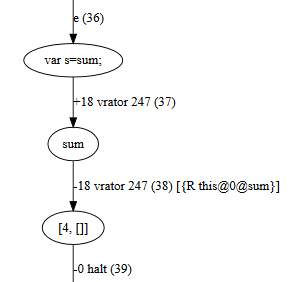 e (36)
var s=sum;
+18 vrator 247 (37)
sum
-18 vrator 247 (38) [{R this@0@sum}]
[4, []]
-0 halt (39)